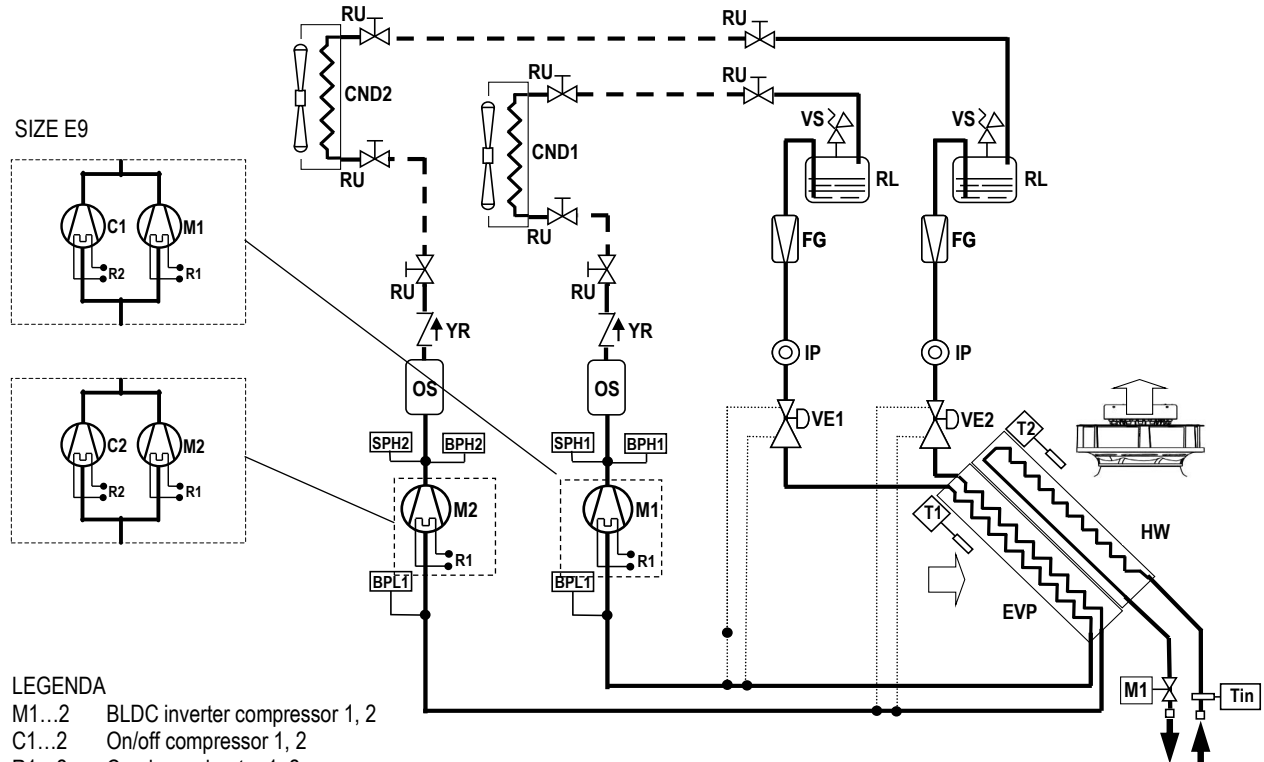 RU
RU
CND2
RU
RU
SIZE E9
VS
VS
CND1
RU
RL
RL
RU
C1
M1
FG
FG
R2
R1
RU
RU
YR
YR
IP
IP
OS
OS
VE1
VE2
T2
SPH2
BPH2
SPH1
BPH1
C2
M2
R2
R1
M2
M1
T1
HW
R1
R1
BPL1
BPL1
EVP
LEGENDA
M1
Tin
M1...2 BLDC inverter compressor 1, 2
C1...2 On/off compressor 1, 2